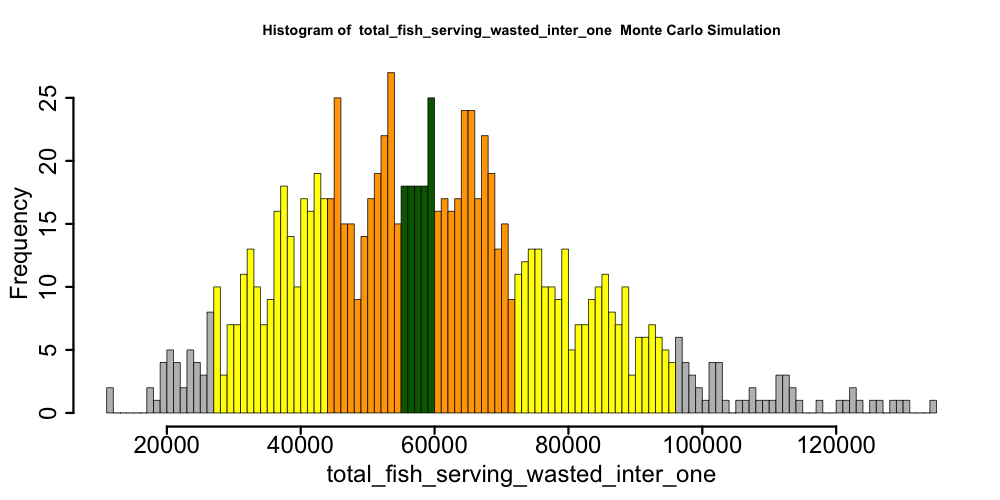 Histogram of total_fish_serving_wasted_inter_one Monte Carlo Simulation
Frequency
25
20
15
10
5
0
20000 40000 60000 80000 100000 120000
total_fish_serving_wasted_inter_one